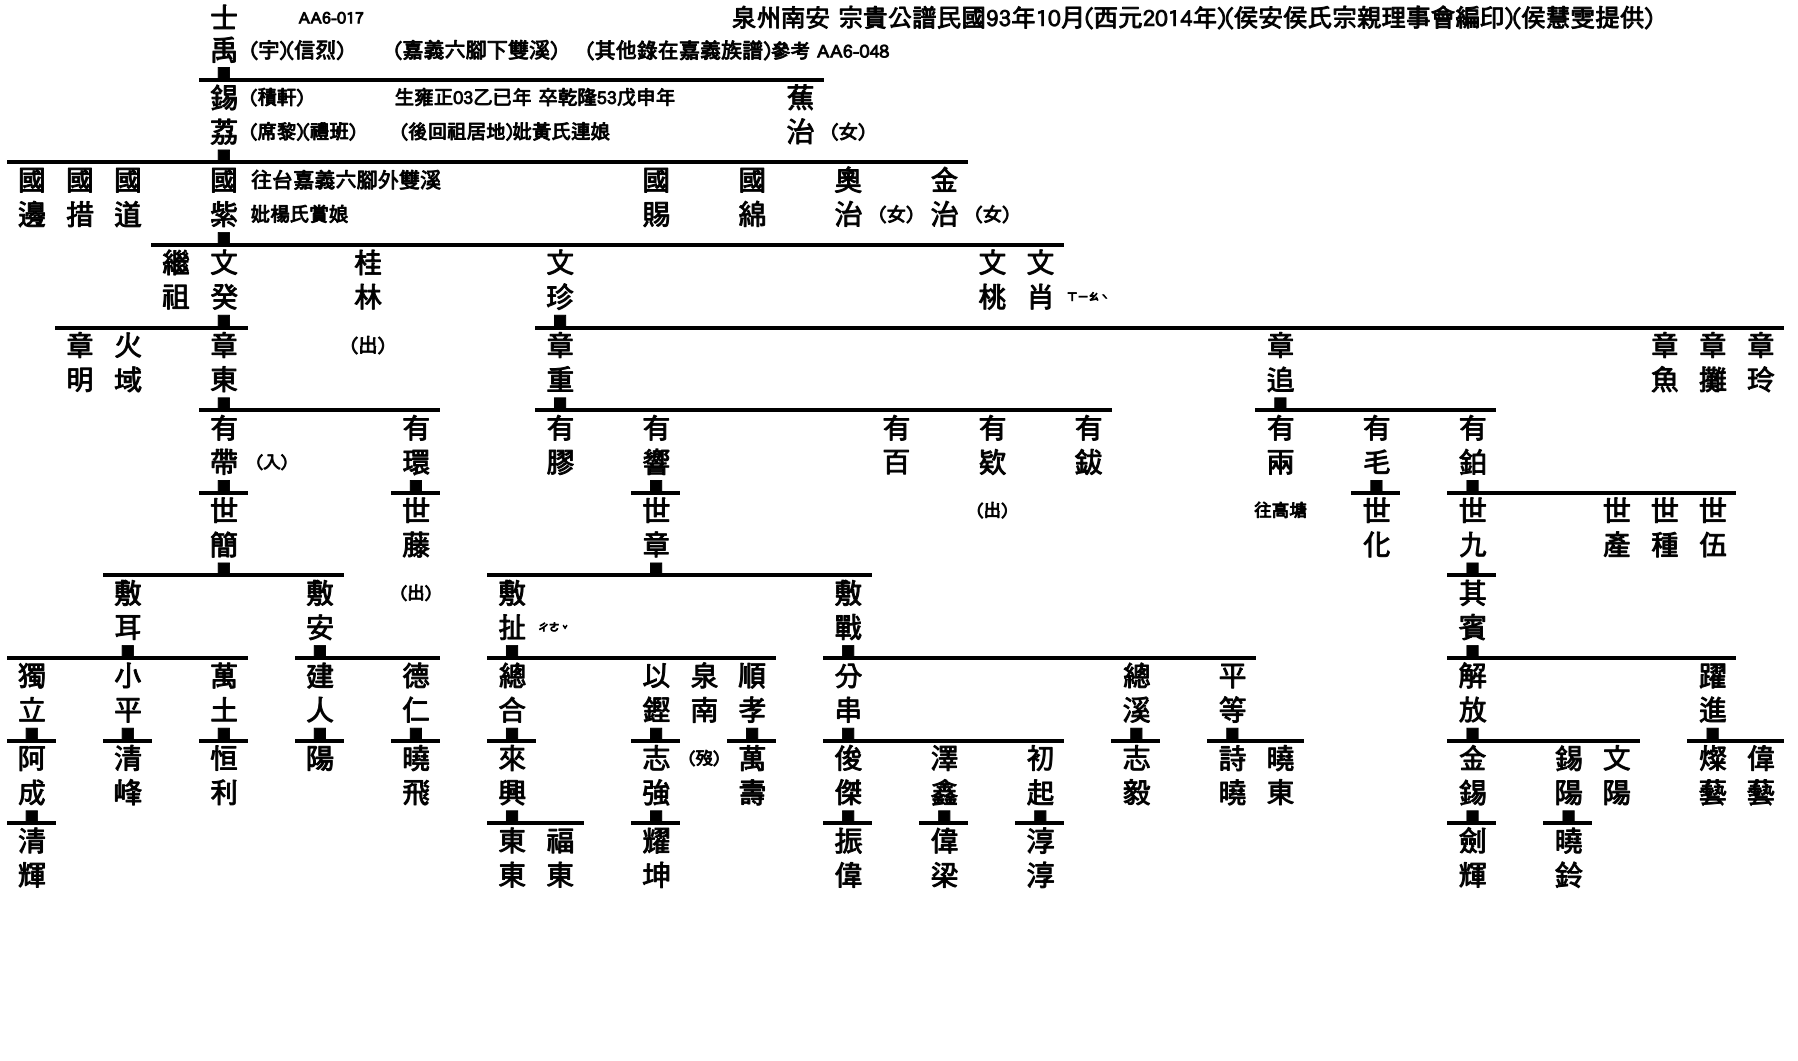 士禹 AA6-017 泉州南安 宗貴公譜民國93年10月(西元2014年)(侯安侯氏宗親理事會編印)(侯慧雯提供)
(宇)(信烈) (嘉義六腳下雙溪) (其他錄在嘉義族譜)參考 AA6-048
錫荔 (積軒) 生雍正03乙己年 卒乾隆53戊申年 蕉治 (女)
(席黎)(禮班) (後回祖居地)妣黃氏連娘
國邊 國措 國道 國紫 往台嘉義六腳外雙溪 國賜 國綿 奧治 (女) 金治 (女)
妣楊氏賞娘
繼祖 文癸 桂林 文珍 文桃 文肖 ㄒㄧㄠˋ
章明 火域 章東 (出) 章重 章追 章魚 章攤 章玲
有帶 (入) 有環 有膠 有響 有百 有欵 有鈸 有兩 有毛 有鉑
世簡 世藤 世章 (出) 往高塘 世化 世九 世產 世種 世伍
敷耳 敷安 (出) 敷扯 ㄔㄜˇ 敷戰 其賓
獨立 小平 萬土 建人 德仁 總合 以鏗 泉南 順孝 分串 總溪 平等 解放 躍進
阿成 清峰 恒利 陽 曉飛 來興 志強 (歿) 萬壽 俊傑 澤鑫 初起 志毅 詩曉 曉東 金錫 錫陽 文陽 燦藝 偉藝
清輝 東東 福東 耀坤 振偉 偉梁 淳淳 劍輝 曉鈴